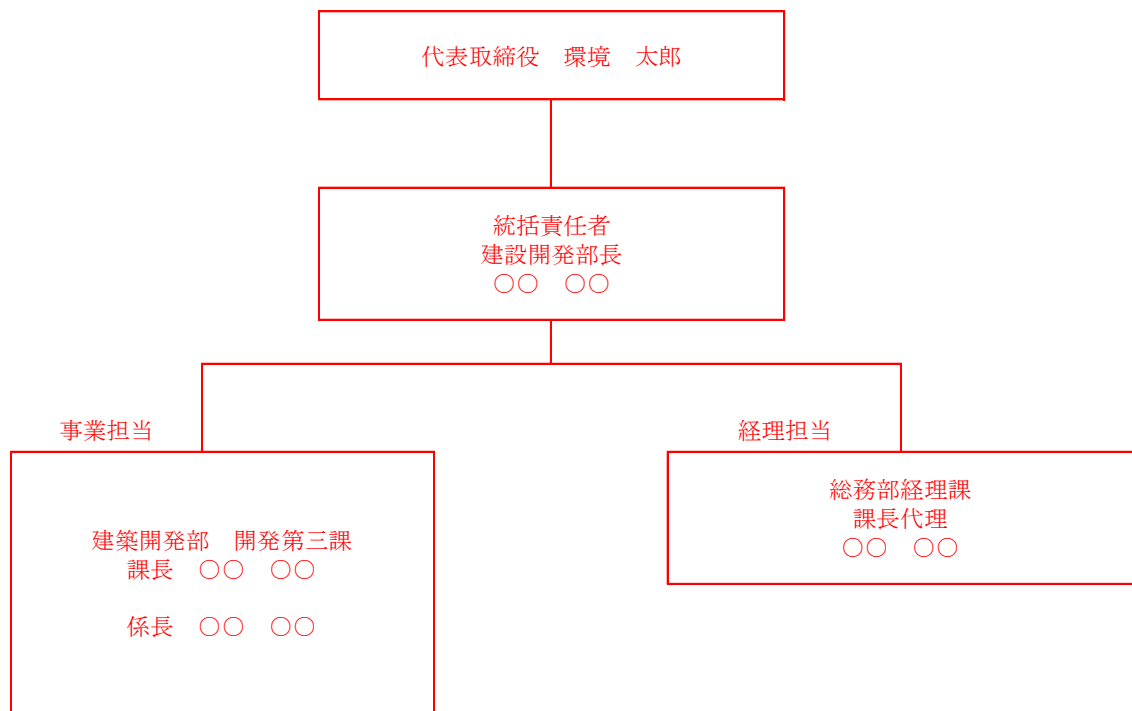 代表取締役　環境　太郎
統括責任者
建設開発部長
○○　○○
事業担当
建築開発部　開発第三課
課長　○○　○○
係長　○○　○○
経理担当
総務部経理課
課長代理
○○　○○